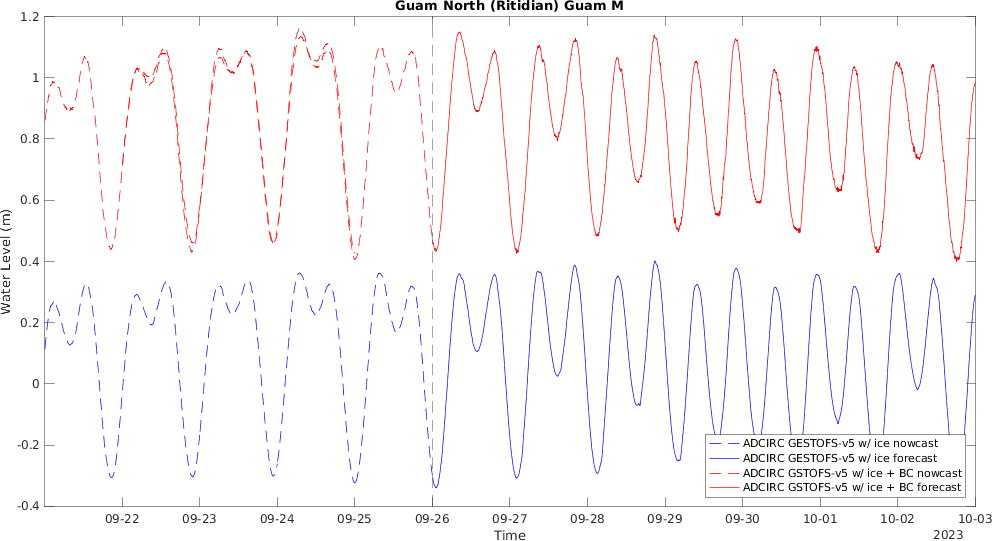 Guam North (Ritidian) Guam M
1.2
1
0.8
0.6
0.4
0.2
0
-0.2
-0.4
Water Level (m)
ADCIRC GESTOFS-v5 w/ ice nowcast
ADCIRC GESTOFS-v5 w/ ice forecast
ADCIRC GSTOFS-v5 w/ ice + BC nowcast
ADCIRC GSTOFS-v5 w/ ice + BC forecast
09-22 09-23 09-24 09-25 09-26 09-27 09-28 09-29 09-30 10-01 10-02 10-03
Time
2023